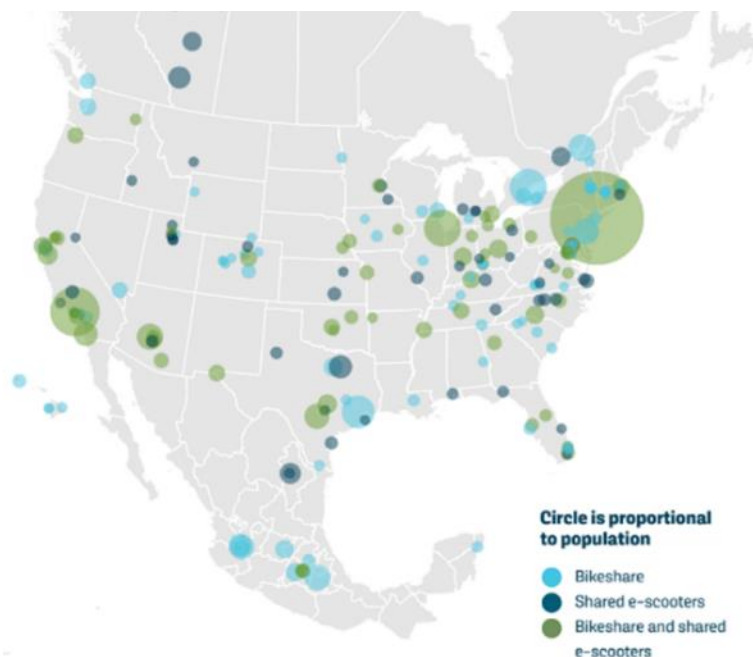 Circle is proportional
to population
Bikeshare
Shared e-scooters
Bikeshare and shared
e-scooters